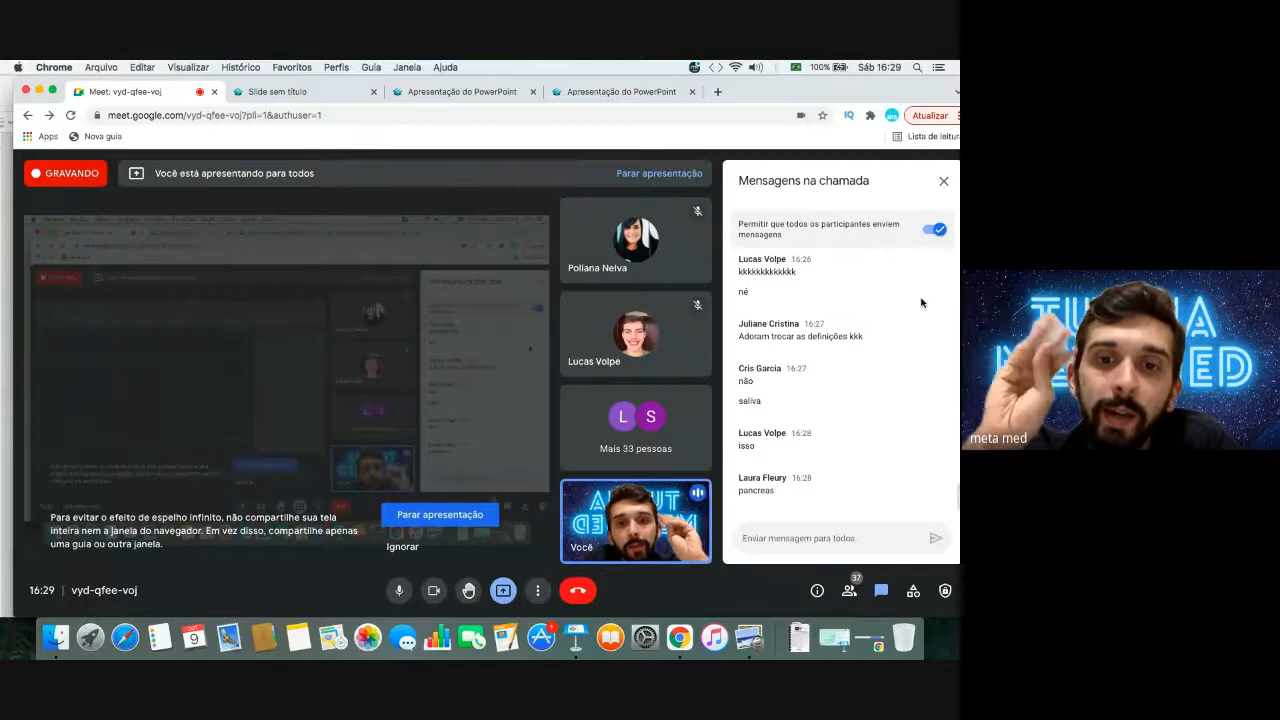 Chrome Arquivo Editar Visualizar Histórico Favoritos Perfis Guia Janela Ajuda
100% Sáb 16:29
Meet: vyd-qfee-voj
Slide sem título
Apresentação do PowerPoint
Apresentação do PowerPoint
meet.google.com/vyd-qfee-voj?pli=1&authuser=1
Atualizar
Apps
Nova guia
Lista de leitur
GRAVANDO
Você está apresentando para todos
Parar apresentação
Poliana Neiva
Lucas Volpe
L S
Mais 33 pessoas
Você
Para evitar o efeito de espelho infinito, não compartilhe sua tela
inteira nem a janela do navegador. Em vez disso, compartilhe apenas
uma guia ou outra janela.
Parar apresentação
Ignorar
Mensagens na chamada
Permitir que todos os participantes enviem
mensagens
Lucas Volpe 16:26
kkkkkkkkkkkkk
né
Juliane Cristina 16:27
Adoram trocar as definições kkk
Cris Garcia 16:27
não
saliva
Lucas Volpe 16:28
isso
Laura Fleury 16:28
pancreas
Enviar mensagem para todos
16:29 | vyd-qfee-voj
37
OCT
9
1
meta med